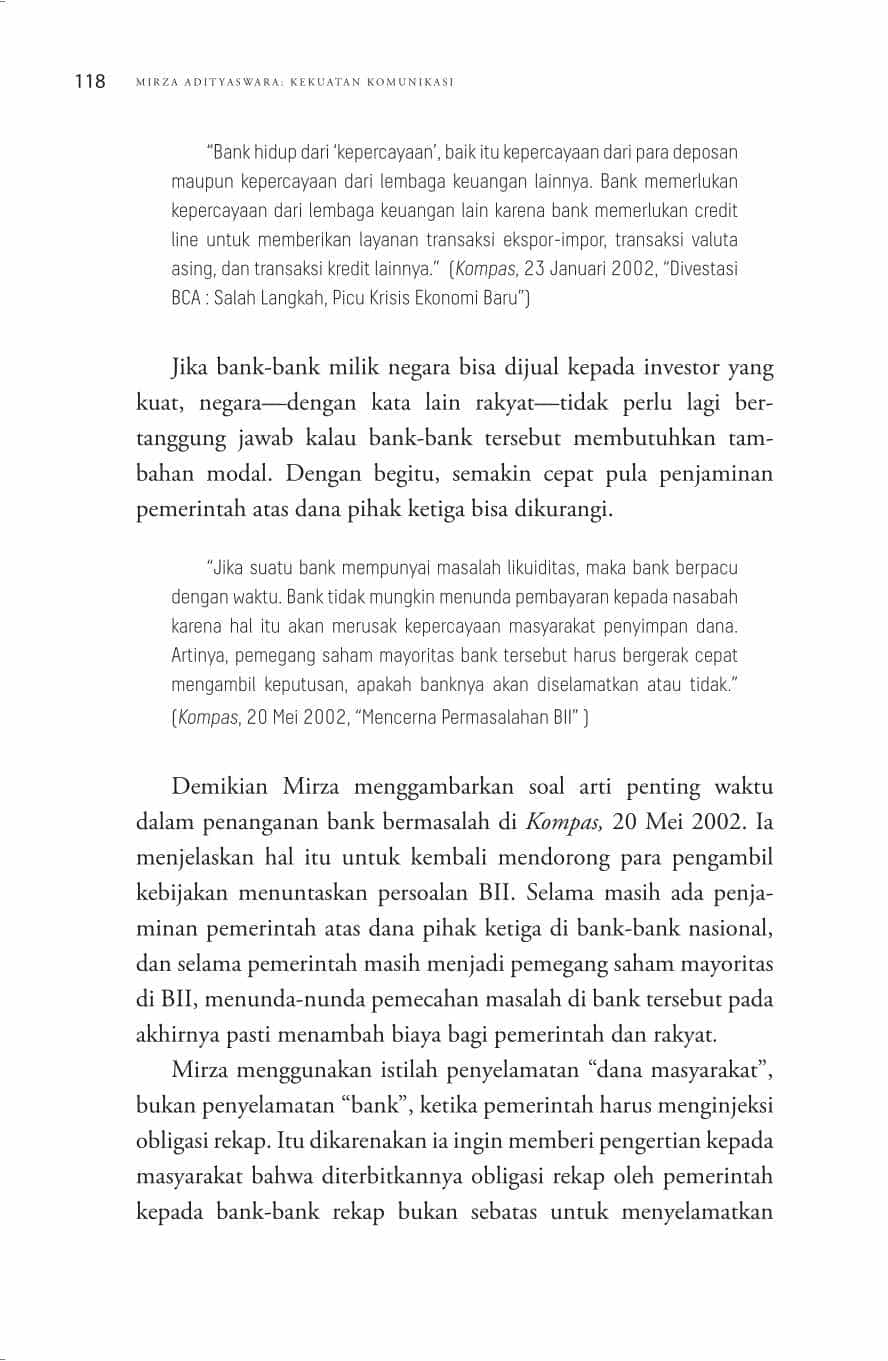 118 MIRZA ADITYASWARA: KEKUATAN KOMUNIKASI
“Bank hidup dari ‘kepercayaan’, baik itu kepercayaan dari para deposan
maupun kepercayaan dari lembaga keuangan lainnya. Bank memerlukan
kepercayaan dari lembaga keuangan lain karena bank memerlukan credit
line untuk memberikan layanan transaksi ekspor-impor, transaksi valuta
asing, dan transaksi kredit lainnya.” (Kompas, 23 Januari 2002, “Divestasi
BCA : Salah Langkah, Picu Krisis Ekonomi Baru”)
Jika bank-bank milik negara bisa dijual kepada investor yang
kuat, negara—dengan kata lain rakyat—tidak perlu lagi ber-
tanggung jawab kalau bank-bank tersebut membutuhkan tam-
bahan modal. Dengan begitu, semakin cepat pula penjaminan
pemerintah atas dana pihak ketiga bisa dikurangi.
“Jika suatu bank mempunyai masalah likuiditas, maka bank berpacu
dengan waktu. Bank tidak mungkin menunda pembayaran kepada nasabah
karena hal itu akan merusak kepercayaan masyarakat penyimpan dana.
Artinya, pemegang saham mayoritas bank tersebut harus bergerak cepat
mengambil keputusan, apakah banknya akan diselamatkan atau tidak.”
(Kompas, 20 Mei 2002, “Mencerna Permasalahan BII” )
Demikian Mirza menggambarkan soal arti penting waktu
dalam penanganan bank bermasalah di Kompas, 20 Mei 2002. Ia
menjelaskan hal itu untuk kembali mendorong para pengambil
kebijakan menuntaskan persoalan BII. Selama masih ada penja-
minan pemerintah atas dana pihak ketiga di bank-bank nasional,
dan selama pemerintah masih menjadi pemegang saham mayoritas
di BII, menunda-nunda pemecahan masalah di bank tersebut pada
akhirnya pasti menambah biaya bagi pemerintah dan rakyat.
Mirza menggunakan istilah penyelamatan “dana masyarakat”,
bukan penyelamatan “bank”, ketika pemerintah harus menginjeksi
obligasi rekap. Itu dikarenakan ia ingin memberi pengertian kepada
masyarakat bahwa diterbitkannya obligasi rekap oleh pemerintah
kepada bank-bank rekap bukan sebatas untuk menyelamatkan